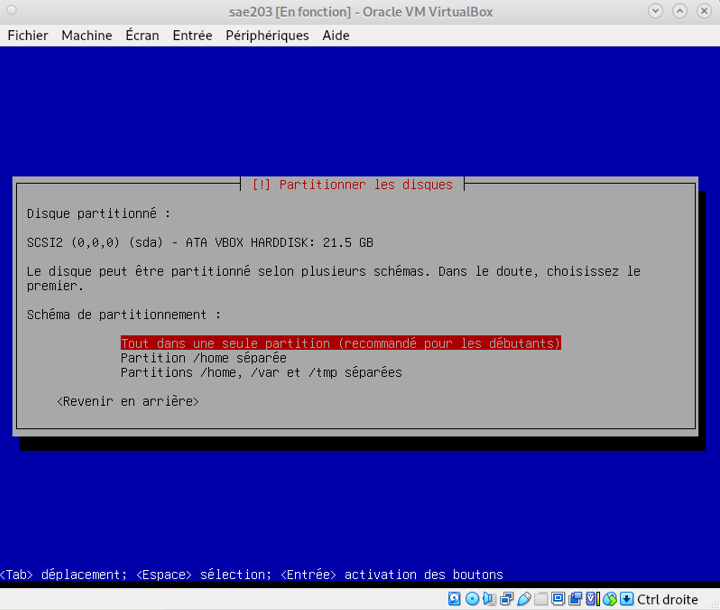 sae203 [En fonction] - Oracle VM VirtualBox
Fichier Machine Écran Entrée Périphériques Aide
[!] Partitionner les disques
Disque partitionné :
SCSI2 (0,0,0) (sda) - ATA VBOX HARDDISK: 21.5 GB
Le disque peut être partitionné selon plusieurs schémas. Dans le doute, choisissez le
premier.
Schéma de partitionnement :
Tout dans une seule partition (recommandé pour les débutants)
Partition /home séparée
Partitions /home, /var et /tmp séparées
<Revenir en arrière>
<Tab> déplacement; <Espace> sélection; <Entrée> activation des boutons
Ctrl droite